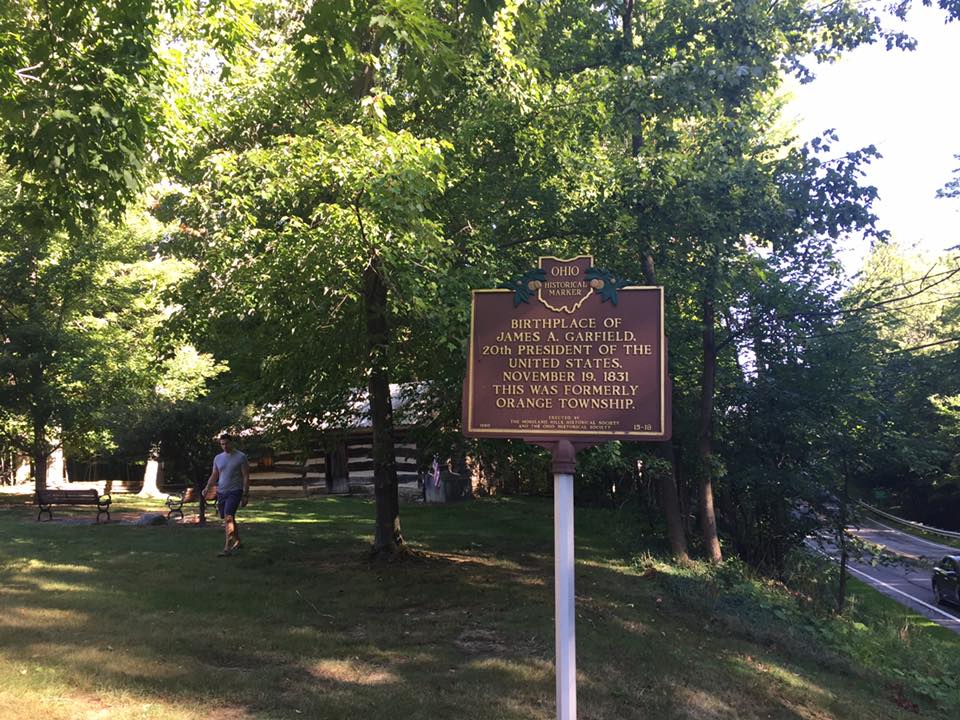 OHIO
HISTORICAL
MARKER
BIRTHPLACE OF
JAMES A. GARFIELD,
20th PRESIDENT OF THE
UNITED STATES,
NOVEMBER 19, 1831
THIS WAS FORMERLY
ORANGE TOWNSHIP.
ERECTED BY
THE MORELAND HILLS HISTORICAL SOCIETY
AND THE OHIO HISTORICAL SOCIETY
15-18